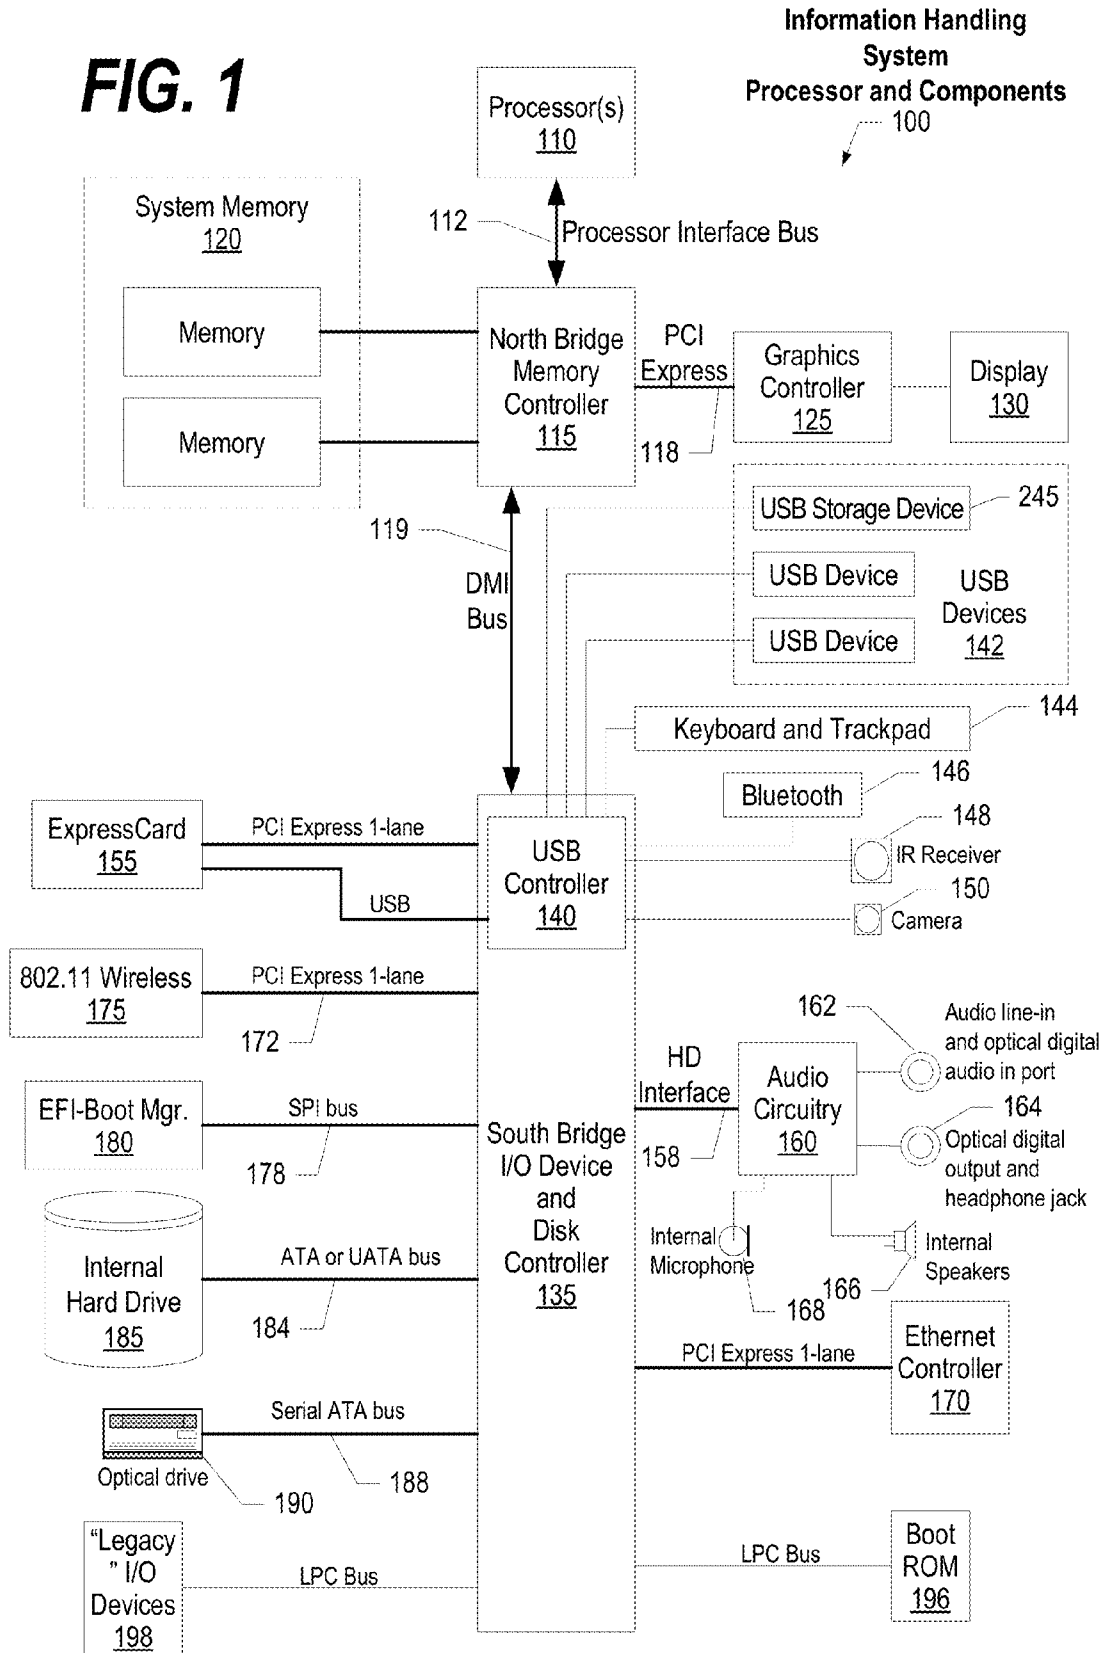 Information Handling
System
Processor and Components
100
FIG. 1
Processor(s)
110
112
Processor Interface Bus
System Memory
120
Memory
Memory
North Bridge
Memory
Controller
115
PCI
Express
118
Graphics
Controller
125
Display
130
119
DMI
Bus
USB Storage Device
245
USB Device
USB Device
USB
Devices
142
Keyboard and Trackpad
144
Bluetooth
146
148
IR Receiver
150
Camera
ExpressCard
155
PCI Express 1-lane
USB
USB
Controller
140
802.11 Wireless
175
PCI Express 1-lane
172
EFI-Boot Mgr.
180
SPI bus
178
South Bridge
I/O Device
and
Disk
Controller
135
HD
Interface
158
Audio
Circuitry
160
162
Audio line-in
and optical digital
audio in port
164
Optical digital
output and
headphone jack
Internal
Microphone
168
Internal
Speakers
166
Internal
Hard Drive
185
ATA or UATA bus
184
PCI Express 1-lane
Ethernet
Controller
170
Serial ATA bus
188
Optical drive
190
"Legacy
" I/O
Devices
198
LPC Bus
LPC Bus
Boot
ROM
196